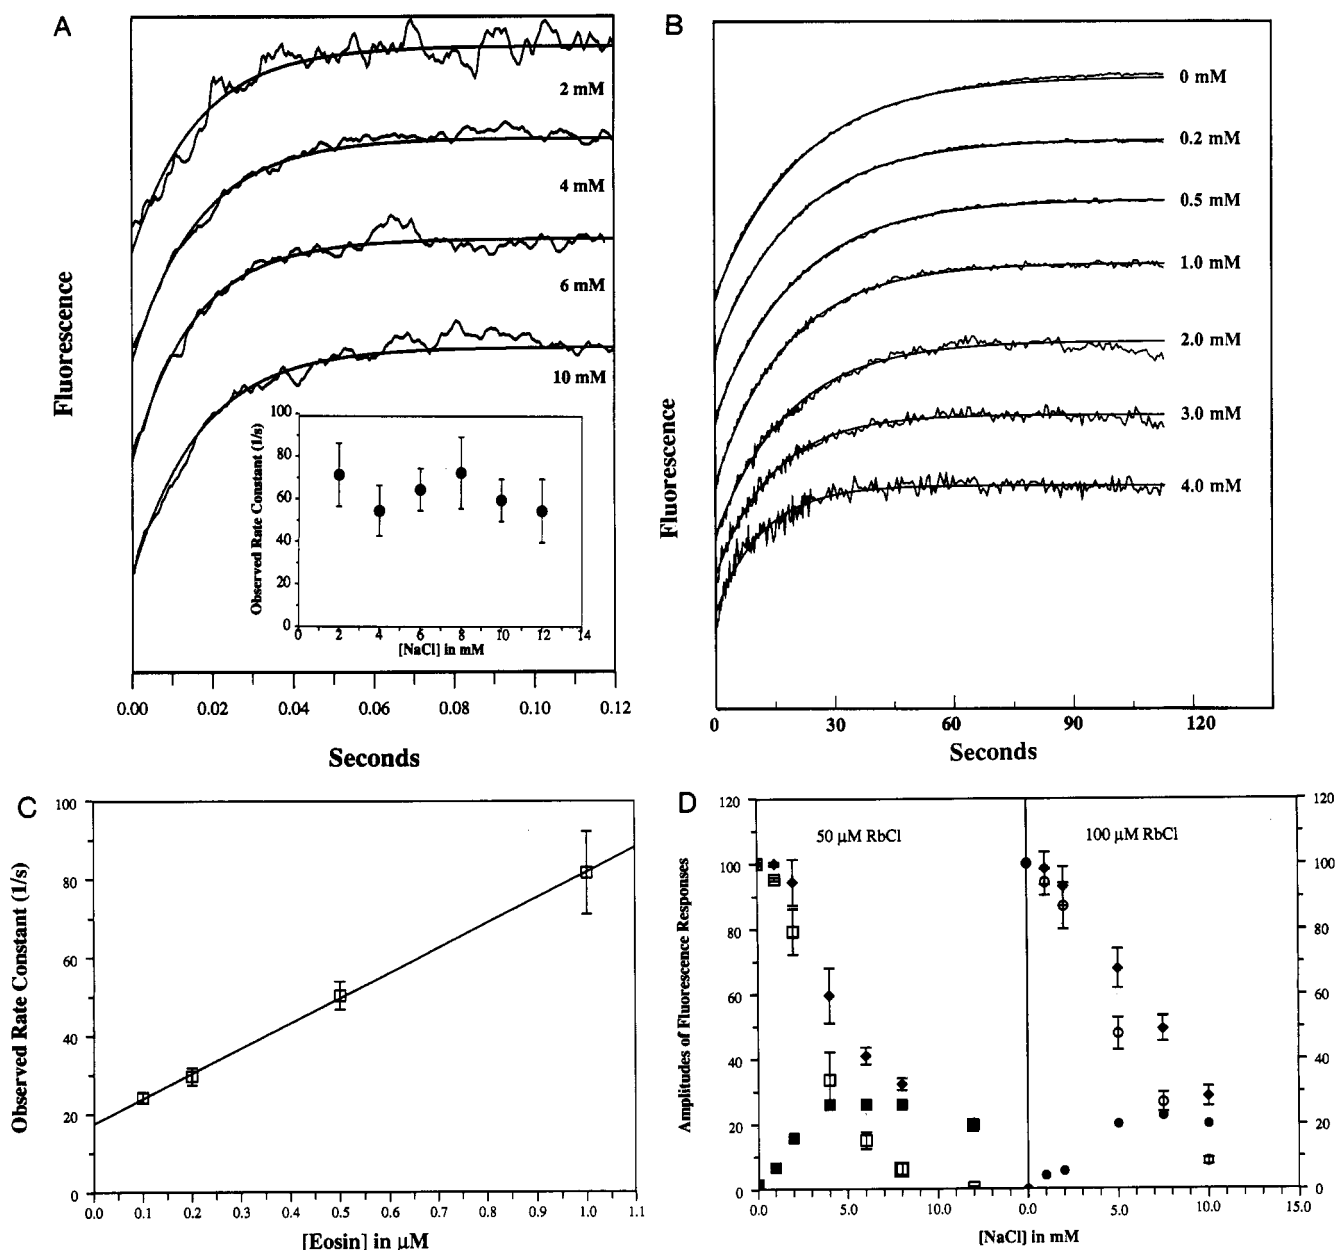 A
2 mM
4 mM
6 mM
10 mM
Fluorescence
100
80
60
40
20
0
Observed Rate Constant (1/s)
0 2 4 6 8 10 12 14
[NaCl] in mM
0.00 0.02 0.04 0.06 0.08 0.10 0.12
Seconds
B
0 mM
0.2 mM
0.5 mM
1.0 mM
2.0 mM
3.0 mM
4.0 mM
Fluorescence
0 30 60 90 120
Seconds
C
100
80
60
40
20
0
Observed Rate Constant (1/s)
0.0 0.1 0.2 0.3 0.4 0.5 0.6 0.7 0.8 0.9 1.0 1.1
[Eosin] in µM
D
50 µM RbCl
100 µM RbCl
120
100
80
60
40
20
0
Amplitudes of Fluorescence Responses
120
100
80
60
40
20
0
0.0 5.0 10.0 0.0 5.0 10.0 15.0
[NaCl] in mM